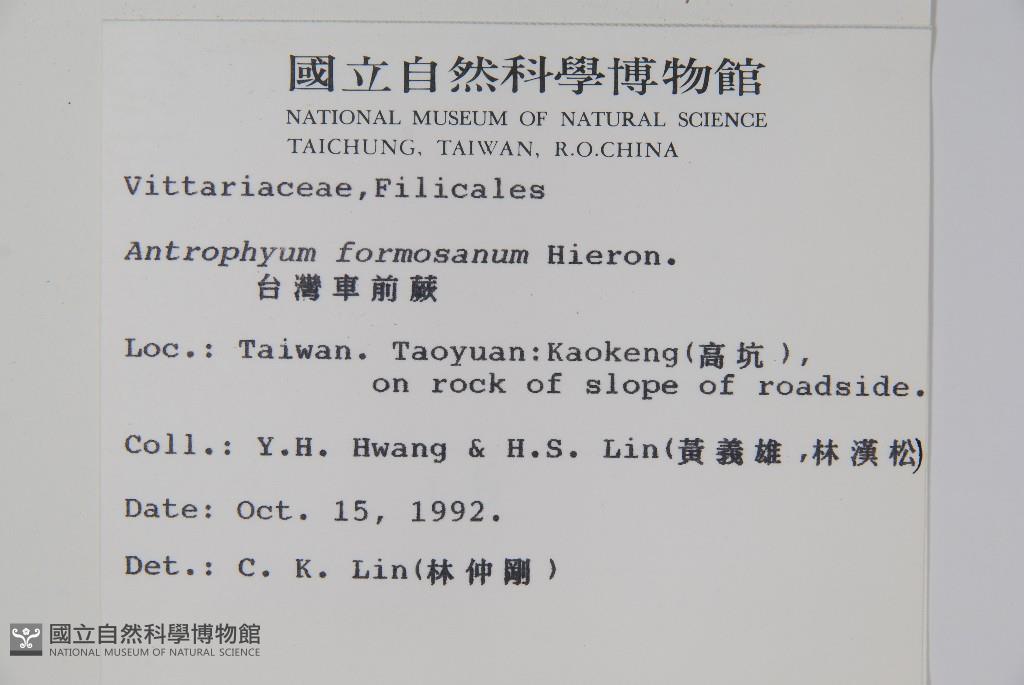 國立自然科學博物館
NATIONAL MUSEUM OF NATURAL SCIENCE
TAICHUNG, TAIWAN, R.O.CHINA
Vittariaceae,Filicales
Antrophyum formosanum Hieron.
台灣車前蕨
Loc.: Taiwan. Taoyuan:Kaokeng(高坑),
on rock of slope of roadside.
Coll.: Y.H. Hwang & H.S. Lin(黃義雄,林漢松)
Date: Oct. 15, 1992.
Det.: C. K. Lin(林仲剛)
國立自然科學博物館
NATIONAL MUSEUM OF NATURAL SCIENCE